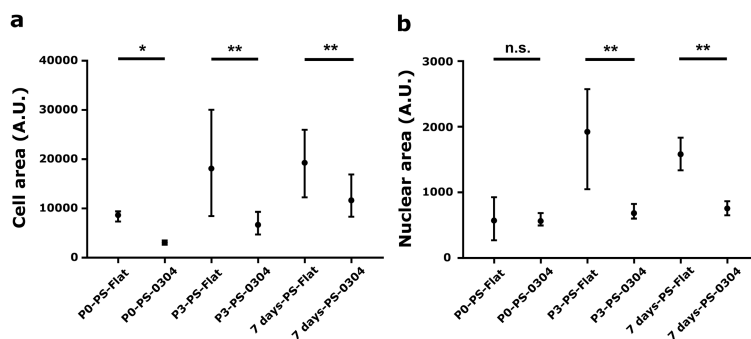 a
*
**
**
Cell area (A.U.)
40000
30000
20000
10000
0
P0-PS-Flat
P0-PS-0304
P3-PS-Flat
P3-PS-0304
7 days-PS-Flat
7 days-PS-0304
b
n.s.
**
**
Nuclear area (A.U.)
3000
2000
1000
0
P0-PS-Flat
P0-PS-0304
P3-PS-Flat
P3-PS-0304
7 days-PS-Flat
7 days-PS-0304